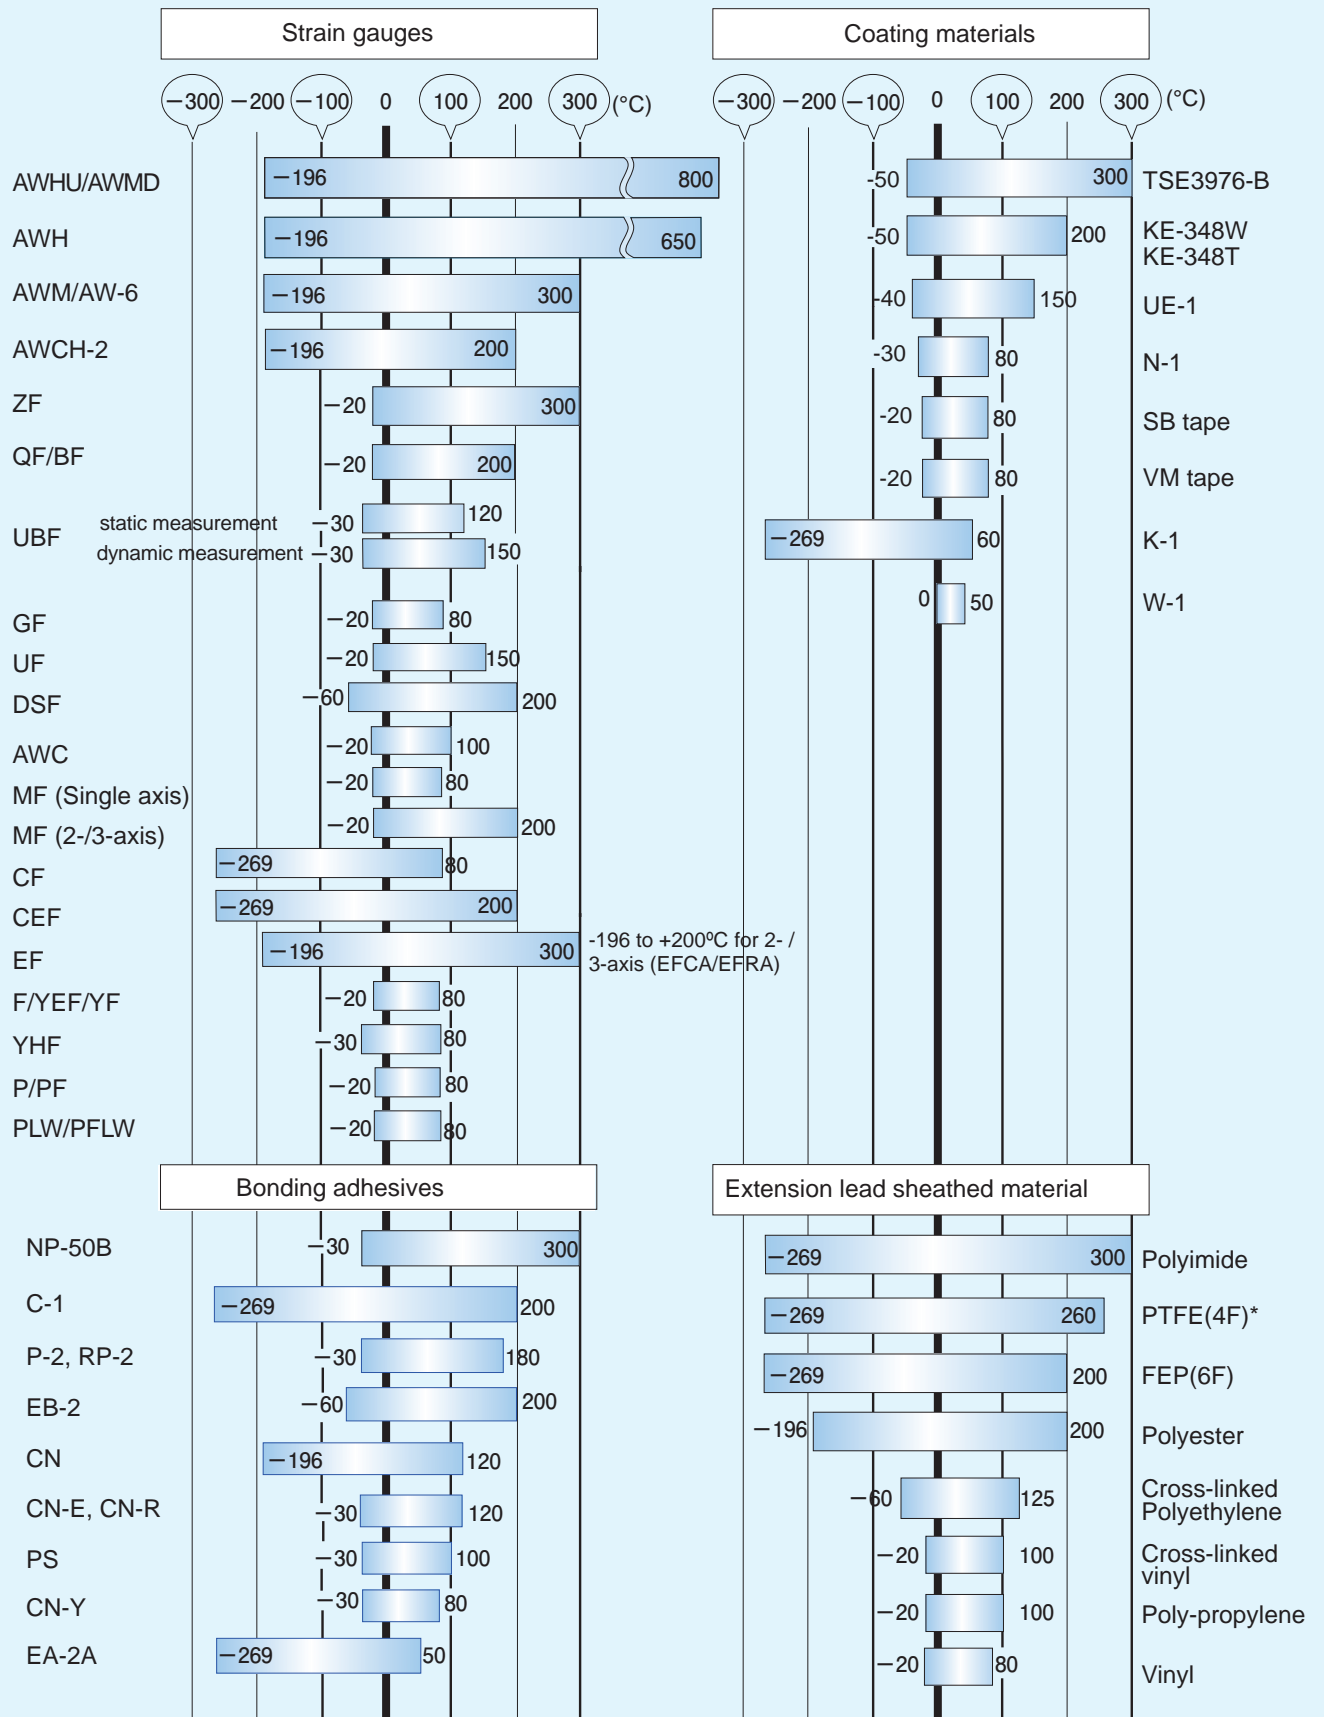 Strain gauges
−300 −200 −100 0 100 200 300 (°C)
AWHU/AWMD −196 800
AWH −196 650
AWM/AW-6 −196 300
AWCH-2 −196 200
ZF −20 300
QF/BF −20 200
UBF
static measurement −30 120
dynamic measurement −30 150
GF −20 80
UF −20 150
DSF −60 200
AWC −20 100
MF (Single axis) −20 80
MF (2-/3-axis) −20 200
CF −269 80
CEF −269 200
EF −196 300
-196 to +200ºC for 2- /
3-axis (EFCA/EFRA)
F/YEF/YF −20 80
YHF −30 80
P/PF −20 80
PLW/PFLW −20 80
Coating materials
−300 −200 −100 0 100 200 300 (°C)
-50 300 TSE3976-B
-50 200 KE-348W
KE-348T
-40 150 UE-1
-30 80 N-1
-20 80 SB tape
-20 80 VM tape
−269 60 K-1
0 50 W-1
Bonding adhesives
NP-50B −30 300
C-1 −269 200
P-2, RP-2 −30 180
EB-2 −60 200
CN −196 120
CN-E, CN-R −30 120
PS −30 100
CN-Y −30 80
EA-2A −269 50
Extension lead sheathed material
−269 300 Polyimide
−269 260 PTFE(4F)*
−269 200 FEP(6F)
−196 200 Polyester
−60 125 Cross-linked
Polyethylene
−20 100 Cross-linked
vinyl
−20 100 Poly-propylene
−20 80 Vinyl